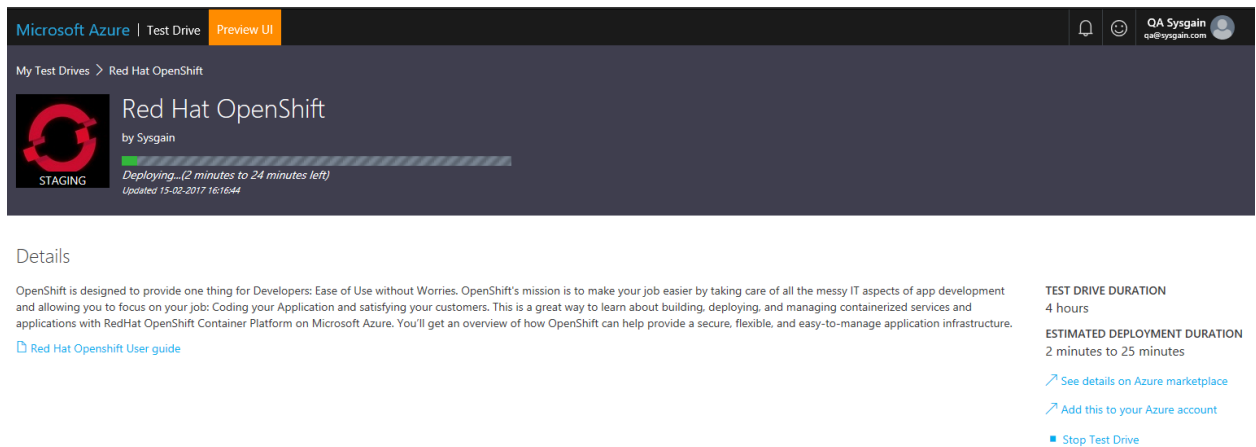 Microsoft Azure | Test Drive Preview UI
QA Sysgain
qa@sysgain.com
My Test Drives > Red Hat OpenShift
Red Hat OpenShift
by Sysgain
STAGING
Deploying...(2 minutes to 24 minutes left)
Updated 15-02-2017 16:16:44
Details
OpenShift is designed to provide one thing for Developers: Ease of Use without Worries. OpenShift's mission is to make your job easier by taking care of all the messy IT aspects of app development
and allowing you to focus on your job: Coding your Application and satisfying your customers. This is a great way to learn about building, deploying, and managing containerized services and
applications with RedHat OpenShift Container Platform on Microsoft Azure. You'll get an overview of how OpenShift can help provide a secure, flexible, and easy-to-manage application infrastructure.
Red Hat Openshift User guide
TEST DRIVE DURATION
4 hours
ESTIMATED DEPLOYMENT DURATION
2 minutes to 25 minutes
See details on Azure marketplace
Add this to your Azure account
Stop Test Drive